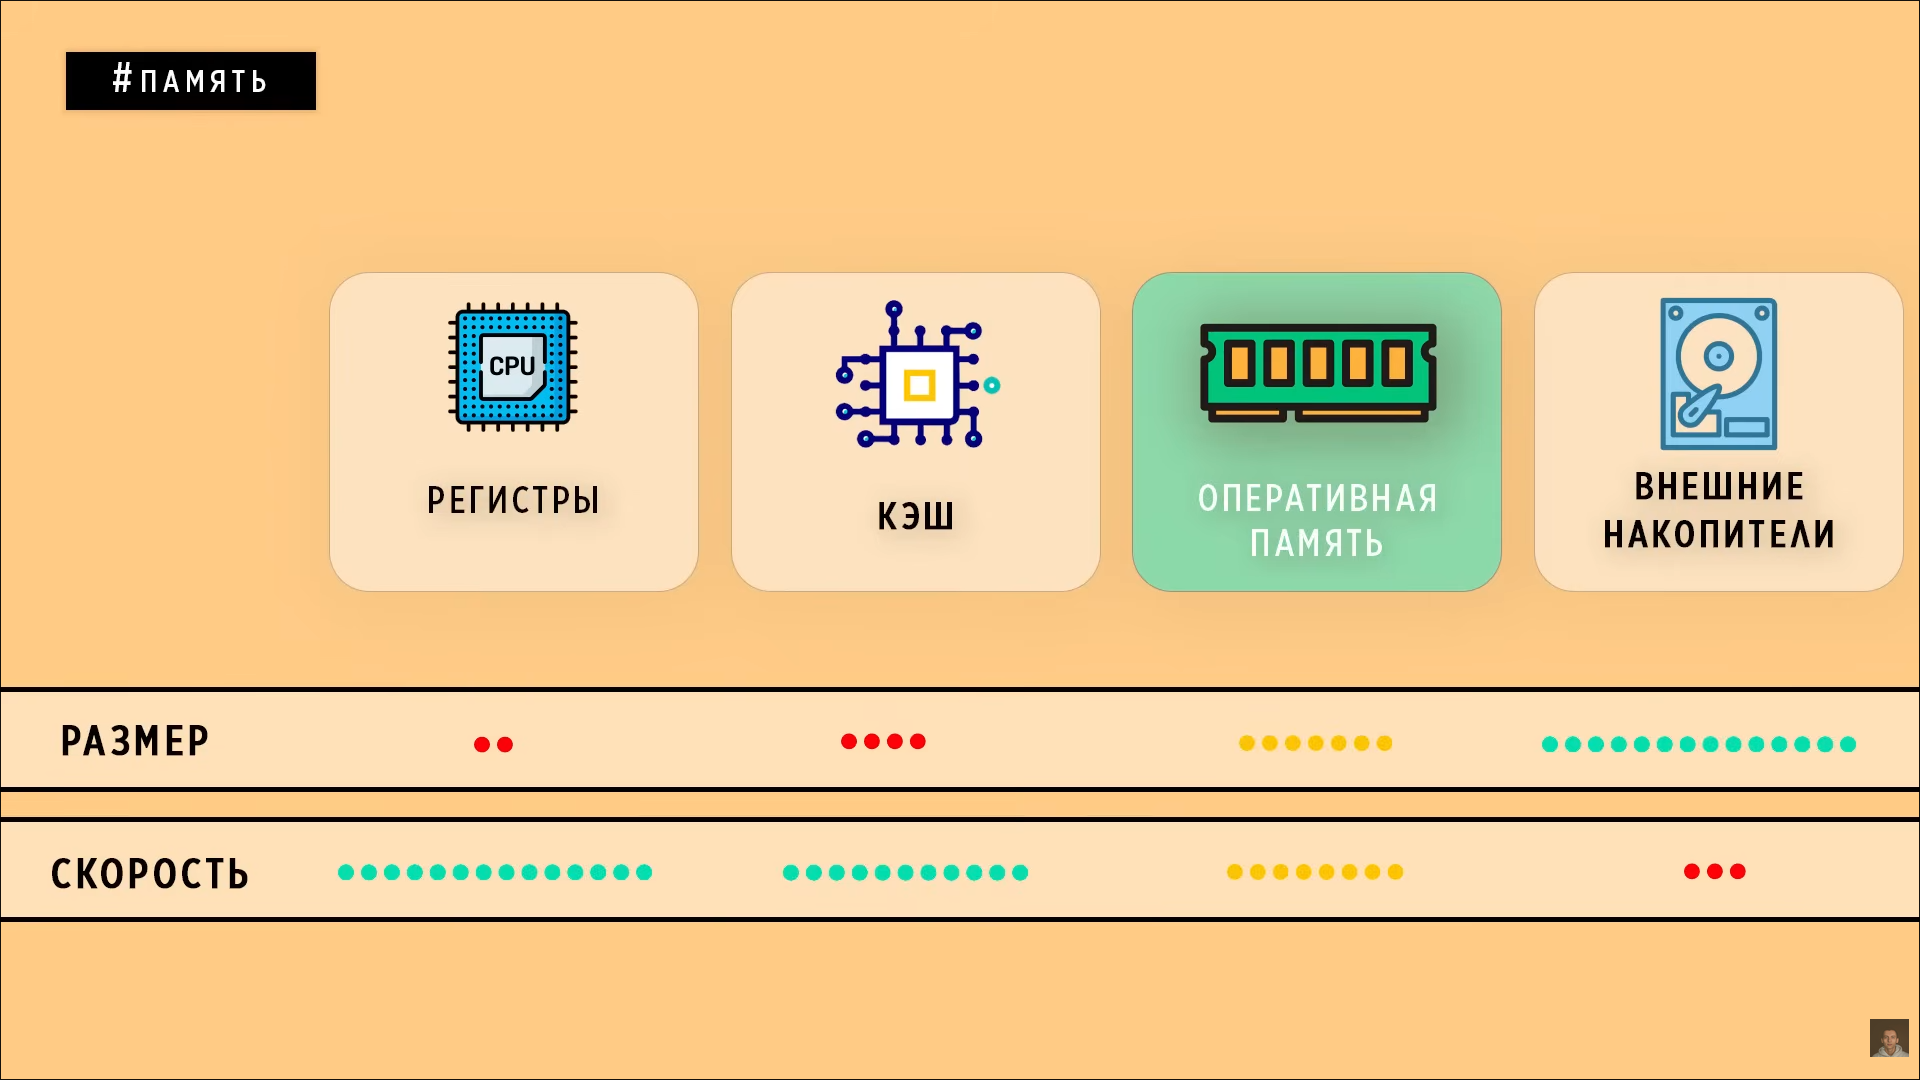 #ПАМЯТЬ
CPU
РЕГИСТРЫ
КЭШ
ОПЕРАТИВНАЯ
ПАМЯТЬ
ВНЕШНИЕ
НАКОПИТЕЛИ
РАЗМЕР
СКОРОСТЬ